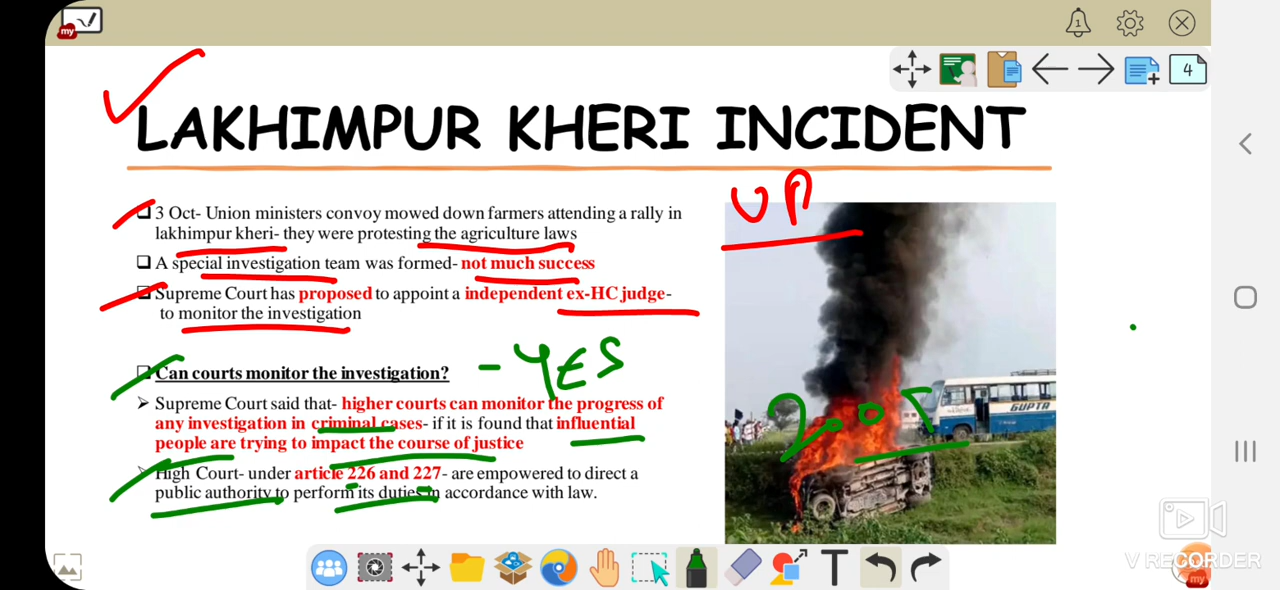 my
1
4
LAKHIMPUR KHERI INCIDENT
UP
3 Oct- Union ministers convoy mowed down farmers attending a rally in
lakhimpur kheri- they were protesting the agriculture laws
A special investigation team was formed- not much success
Supreme Court has proposed to appoint a independent ex-HC judge-
to monitor the investigation
Can courts monitor the investigation? - YES
Supreme Court said that- higher courts can monitor the progress of
any investigation in criminal cases- if it is found that influential
people are trying to impact the course of justice
High Court- under article 226 and 227- are empowered to direct a
public authority to perform its duties in accordance with law.
GUPTA
V RECORDER
my